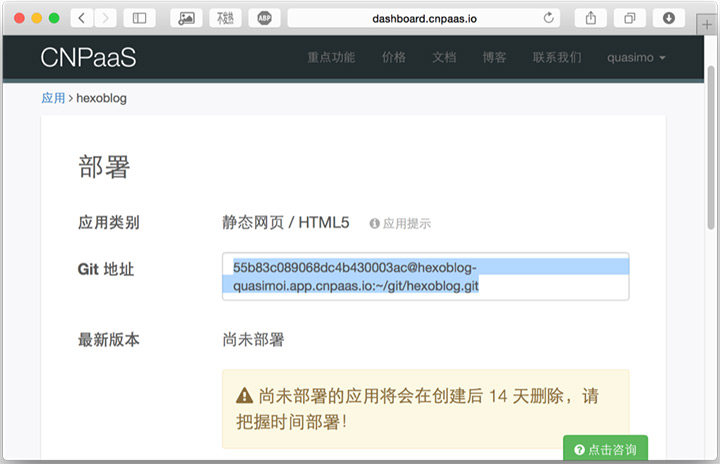 不发热
ABP
dashboard.cnpaas.io
CNPaaS
重点功能 价格 文档 博客 联系我们 quasimo
应用 > hexoblog
部署
应用类别 静态网页 / HTML5 应用提示
Git 地址 55b83c089068dc4b430003ac@hexoblog-
quasimoi.app.cnpaas.io:~/git/hexoblog.git
最新版本 尚未部署
尚未部署的应用将会在创建后 14 天删除，请
把握时间部署！
点击咨询